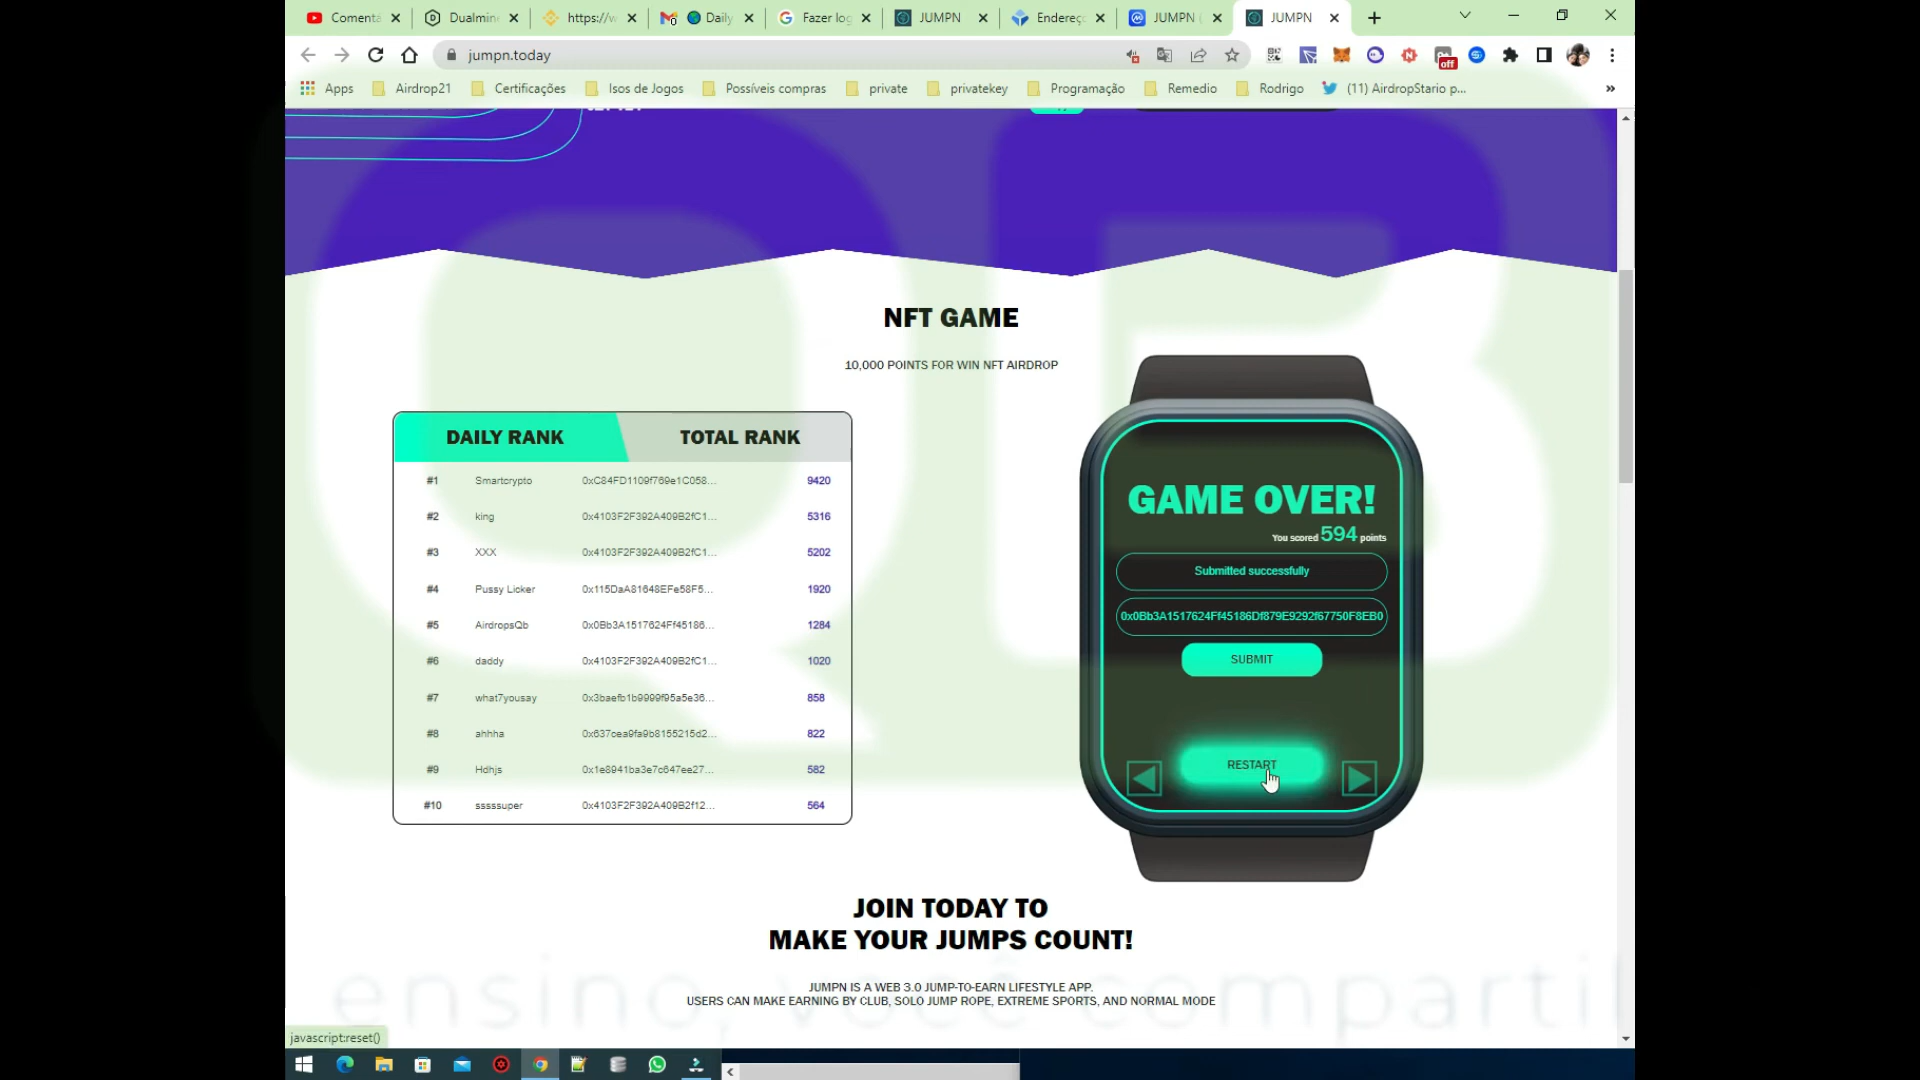 Comentá
Dualmine
https://w
Daily
Fazer log
JUMPN
Endereç
JUMPN (
JUMPN
jumpn.today
off
Apps
Airdrop21
Certificações
Isos de Jogos
Possíveis compras
private
privatekey
Programação
Remedio
Rodrigo
(11) AirdropStario p...
»
NFT GAME
10,000 POINTS FOR WIN NFT AIRDROP
DAILY RANK TOTAL RANK
#1 Smartcrypto 0xC84FD1109f769e1C058... 9420
#2 king 0x4103F2F392A409B2fC1... 5316
#3 XXX 0x4103F2F392A409B2fC1... 5202
#4 Pussy Licker 0x115DaA81648EFe58F5... 1920
#5 AirdropsQb 0x0Bb3A1517624Ff45186... 1284
#6 daddy 0x4103F2F392A409B2fC1... 1020
#7 what7yousay 0x3baefb1b9999f95a5e36... 858
#8 ahhha 0x637cea9fa9b8155215d2... 822
#9 Hdhjs 0x1e8941ba3e7c647ee27... 582
#10 sssssuper 0x4103F2F392A409B2f12... 564
GAME OVER!
You scored 594 points
Submitted successfully
0x0Bb3A1517624Ff45186Df879E9292f67750F8EB0
SUBMIT
RESTART
JOIN TODAY TO
MAKE YOUR JUMPS COUNT!
JUMPN IS A WEB 3.0 JUMP-TO-EARN LIFESTYLE APP.
USERS CAN MAKE EARNING BY CLUB, SOLO JUMP ROPE, EXTREME SPORTS, AND NORMAL MODE
ensino, você compartil
javascript:reset()